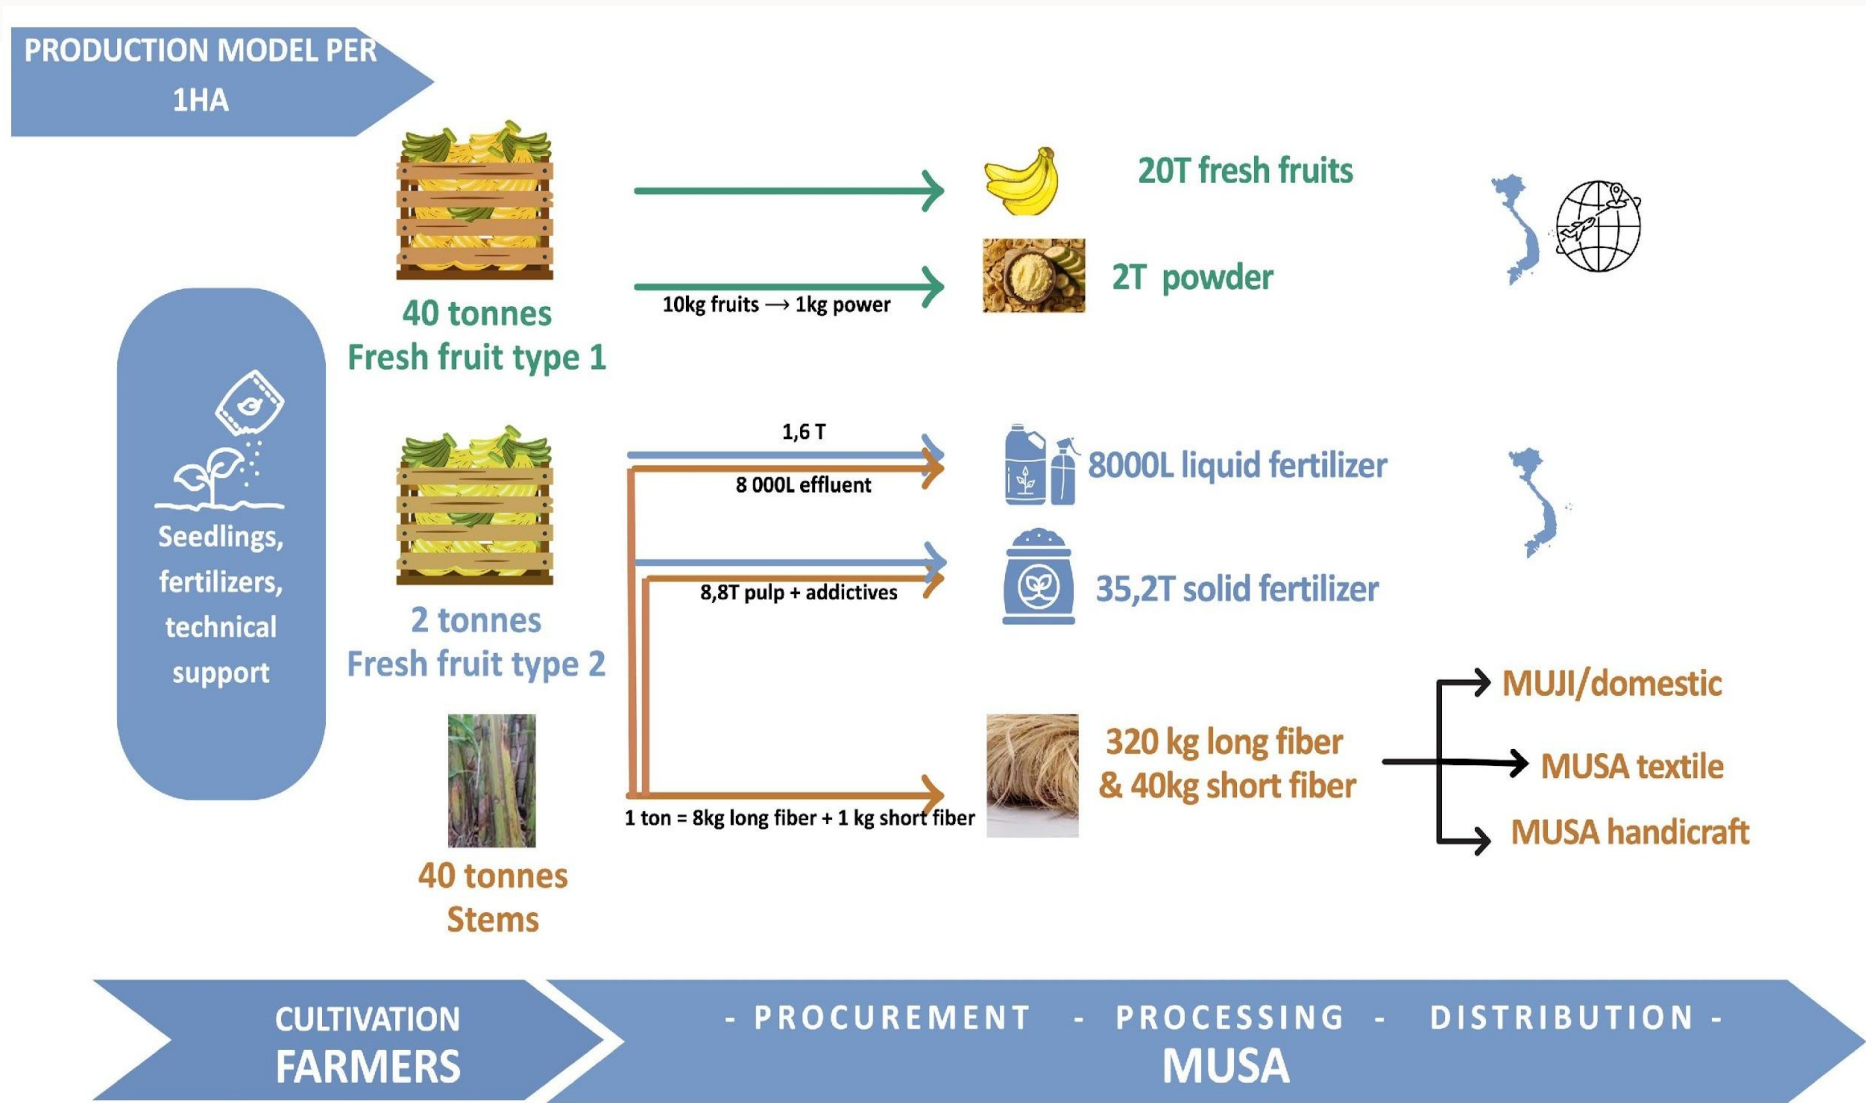 PRODUCTION MODEL PER
1HA
20T fresh fruits
2T powder
10kg fruits → 1kg power
40 tonnes
Fresh fruit type 1
Seedlings,
fertilizers,
technical
support
1,6 T
8 000L effluent
8000L liquid fertilizer
8,8T pulp + addictives
35,2T solid fertilizer
2 tonnes
Fresh fruit type 2
320 kg long fiber
& 40kg short fiber
1 ton = 8kg long fiber + 1 kg short fiber
MUJI/domestic
MUSA textile
MUSA handicraft
40 tonnes
Stems
CULTIVATION
FARMERS
- PROCUREMENT - PROCESSING - DISTRIBUTION -
MUSA